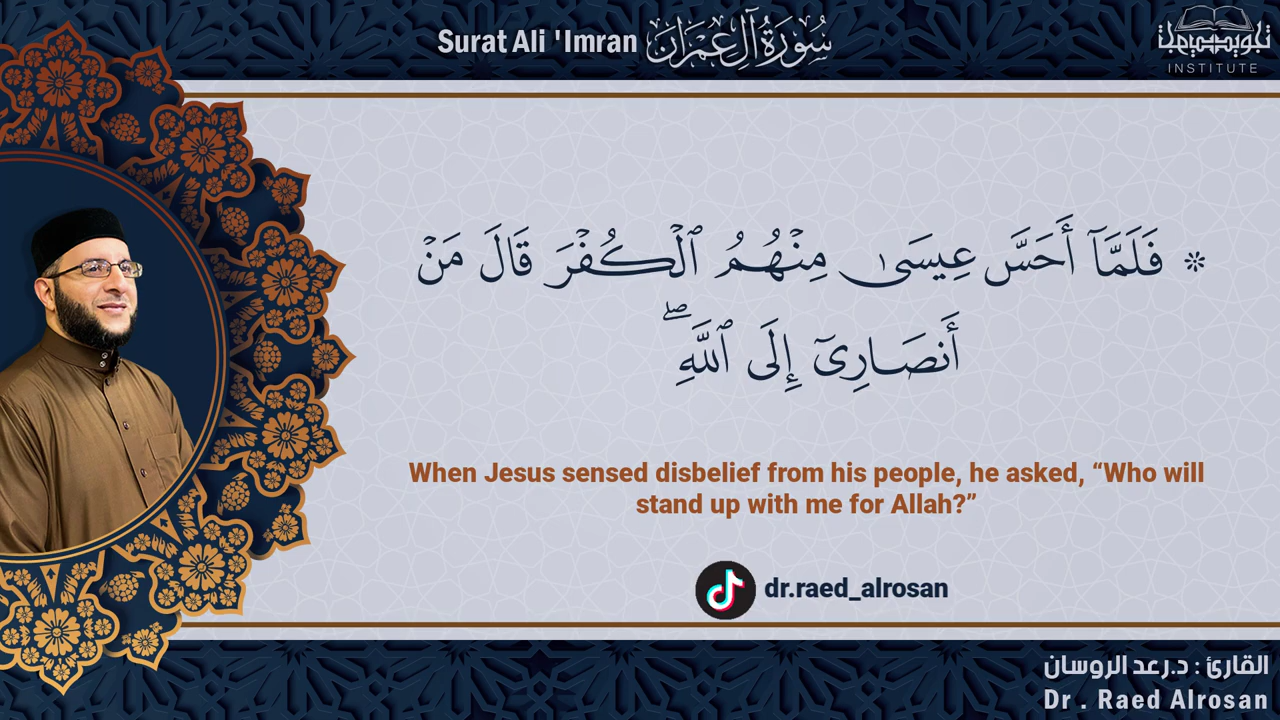 Surat Ali 'Imran سُورَةُ آلِ عِمْرَان
INSTITUTE
۞ فَلَمَّآ أَحَسَّ عِيسَىٰ مِنْهُمُ ٱلْكُفْرَ قَالَ مَنْ
أَنصَارِىٓ إِلَى ٱللَّهِ ۖ
When Jesus sensed disbelief from his people, he asked, “Who will
stand up with me for Allah?”
dr.raed_alrosan
القارئ : د.رعد الروسان
Dr . Raed Alrosan